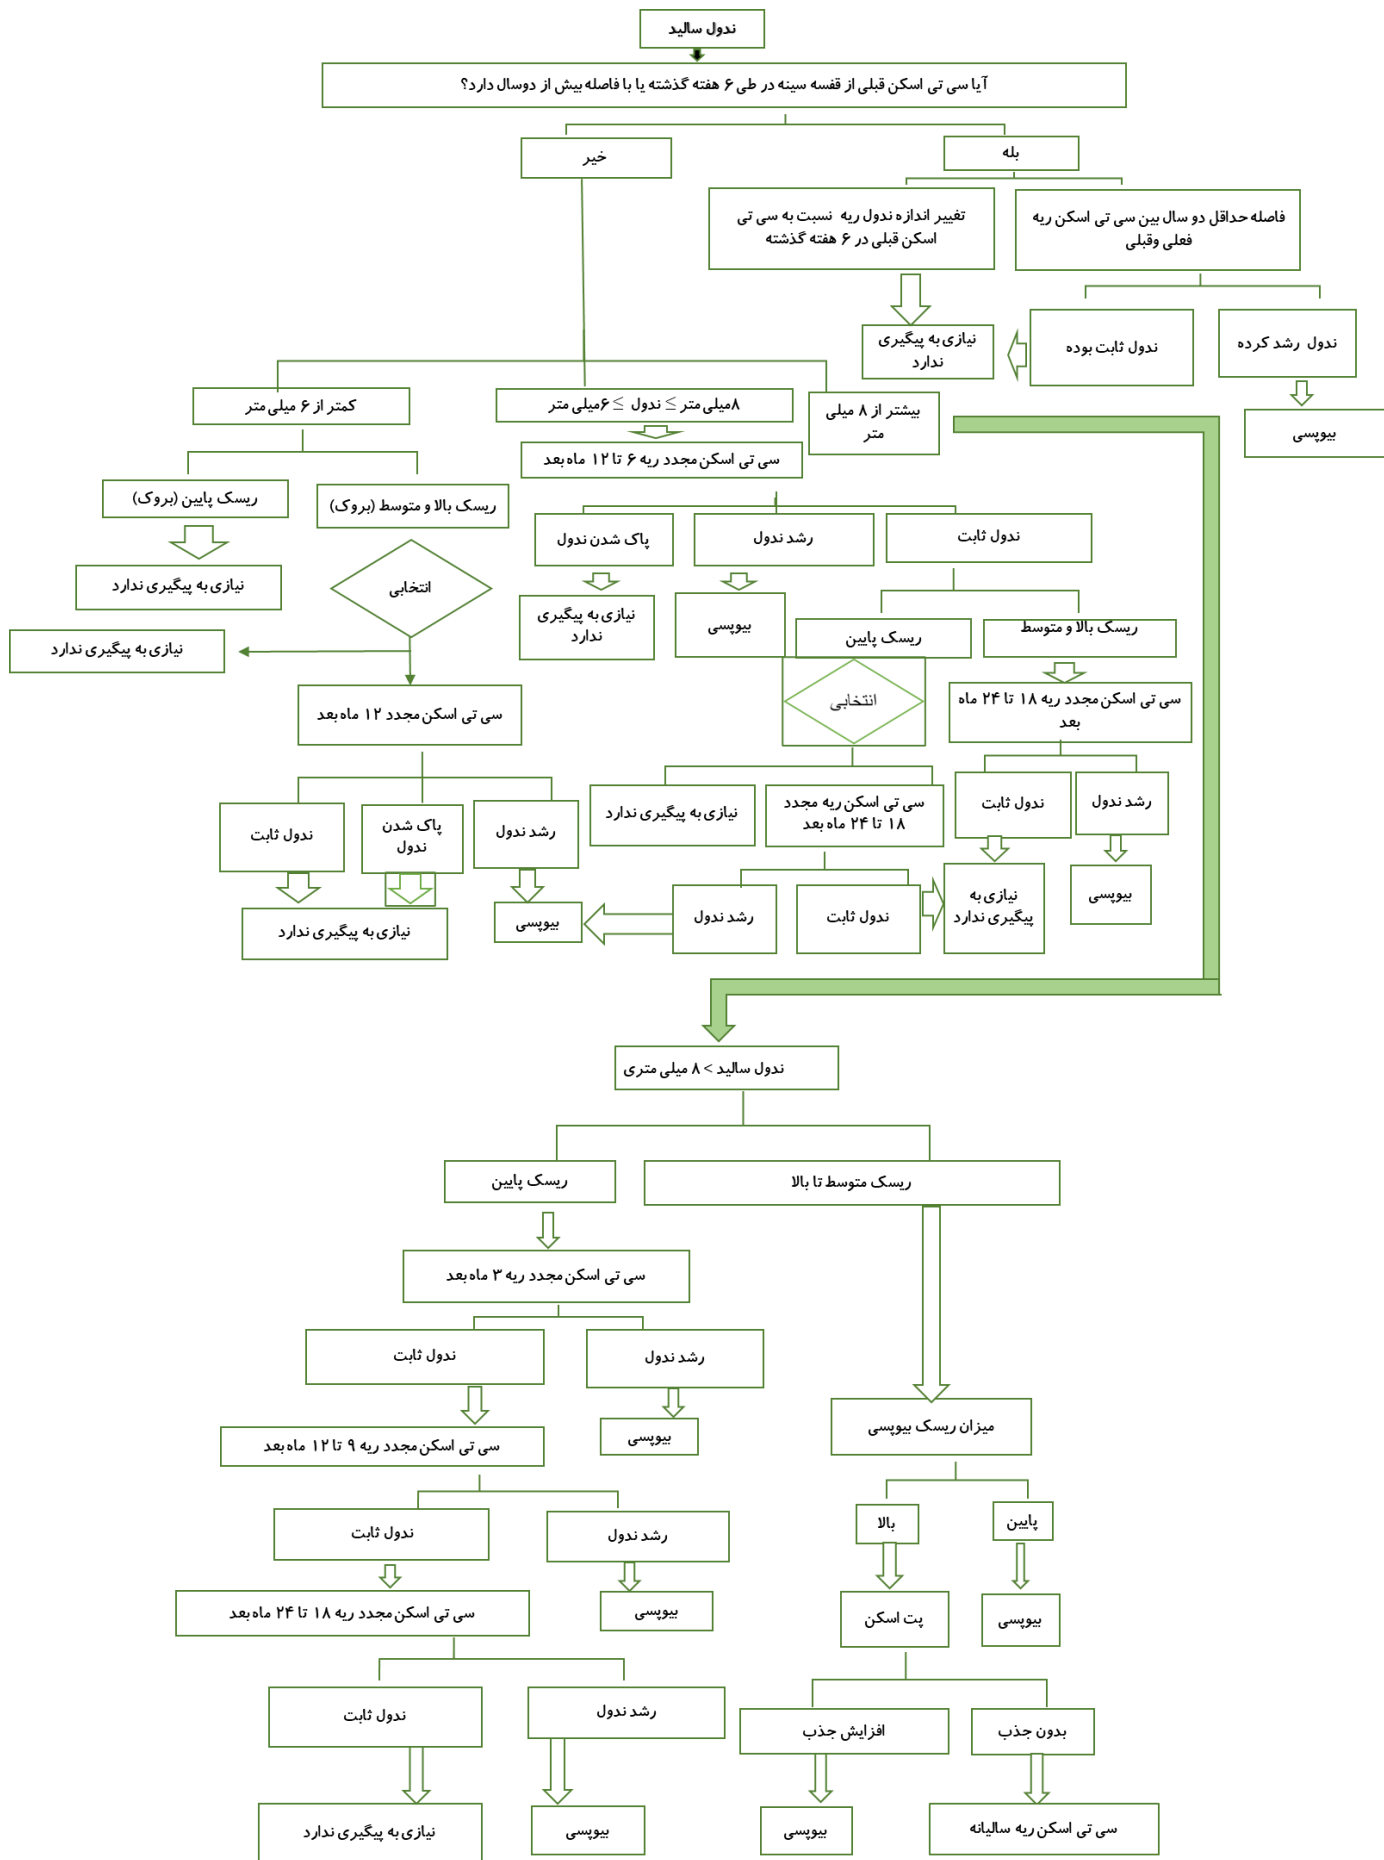 ندول سالید
آیا سی تی اسکن قبلی از قفسه سینه در طی ۶ هفته گذشته یا با فاصله بیش از دوسال دارد؟
بله
خیر
فاصله حداقل دو سال بین سی تی اسکن ریه
فعلی وقبلی
تغییر اندازه ندول ریه نسبت به سی تی
اسکن قبلی در ۶ هفته گذشته
ندول رشد کرده
ندول ثابت بوده
نیازی به پیگیری
ندارد
بیوپسی
بیشتر از ۸ میلی
متر
۸میلی متر ≥ ندول ≥ ۶میلی متر
کمتر از ۶ میلی متر
سی تی اسکن مجدد ریه ۶ تا ۱۲ ماه بعد
ریسک بالا و متوسط (بروک)
ریسک پایین (بروک)
ندول ثابت
رشد ندول
پاک شدن ندول
انتخابی
نیازی به پیگیری ندارد
نیازی به پیگیری
ندارد
بیوپسی
ریسک بالا و متوسط
ریسک پایین
نیازی به پیگیری ندارد
سی تی اسکن مجدد ریه ۱۸ تا ۲۴ ماه
بعد
انتخابی
سی تی اسکن مجدد ۱۲ ماه بعد
رشد ندول
ندول ثابت
سی تی اسکن ریه مجدد
۱۸ تا ۲۴ ماه بعد
نیازی به پیگیری ندارد
رشد ندول
پاک شدن
ندول
ندول ثابت
بیوپسی
نیازی به
پیگیری ندارد
ندول ثابت
رشد ندول
بیوپسی
نیازی به پیگیری ندارد
ندول سالید > ۸ میلی متری
ریسک متوسط تا بالا
ریسک پایین
سی تی اسکن مجدد ریه ۳ ماه بعد
رشد ندول
ندول ثابت
میزان ریسک بیوپسی
بیوپسی
سی تی اسکن مجدد ریه ۹ تا ۱۲ ماه بعد
پایین
بالا
رشد ندول
ندول ثابت
بیوپسی
پت اسکن
بیوپسی
سی تی اسکن مجدد ریه ۱۸ تا ۲۴ ماه بعد
بدون جذب
افزایش جذب
رشد ندول
ندول ثابت
سی تی اسکن ریه سالیانه
بیوپسی
بیوپسی
نیازی به پیگیری ندارد